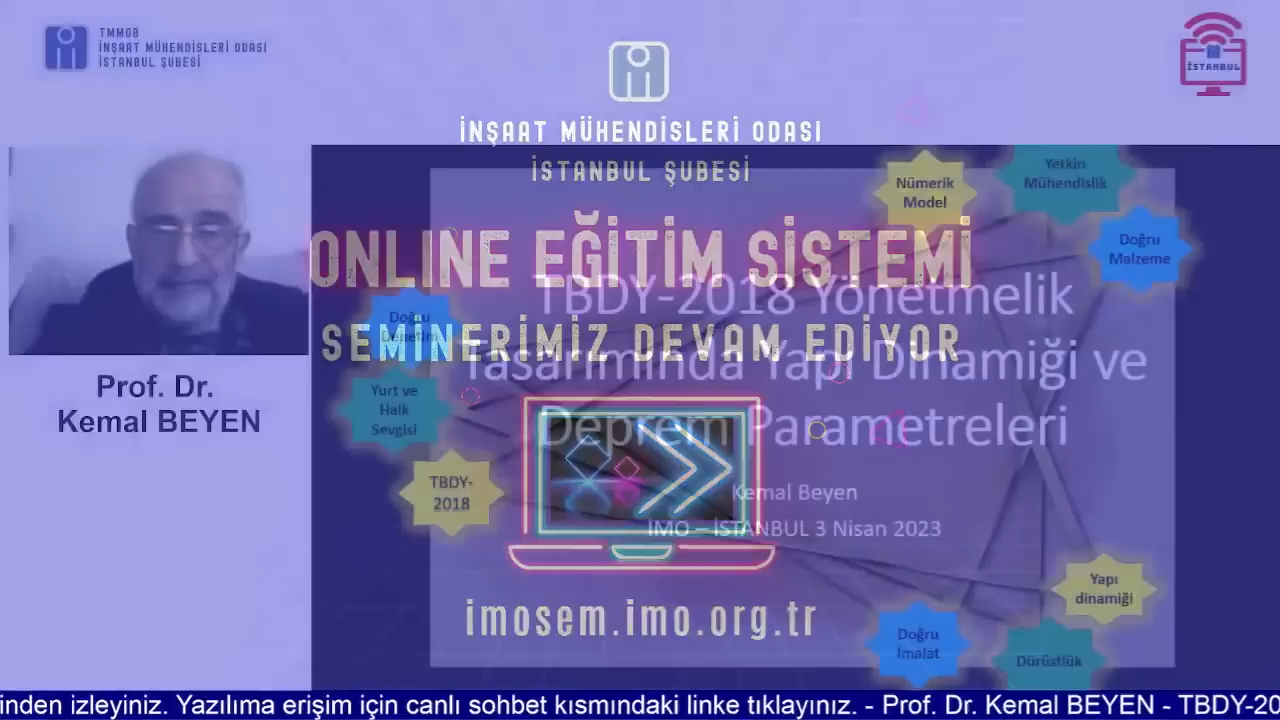 TMMOB
İNŞAAT MÜHENDİSLERİ ODASI
İSTANBUL ŞUBESİ
İSTANBUL
İNŞAAT MÜHENDİSLERİ ODASI
İSTANBUL ŞUBESİ
ONLINE EĞİTİM SİSTEMİ
SEMİNERİMİZ DEVAM EDİYOR
imosem.imo.org.tr
Prof. Dr.
Kemal BEYEN
Nümerik
Model
Yetkin
Mühendislik
Doğru
Malzeme
TBDY-2018 Yönetmelik
Tasarımında Yapı Dinamiği ve
Deprem Parametreleri
Kemal Beyen
İMO – İSTANBUL 3 Nisan 2023
Doğru
Denetim
Yurt ve
Halk
Sevgisi
TBDY-
2018
Yapı
dinamiği
Doğru
İmalat
Dürüstlük
inden izleyiniz. Yazılıma erişim için canlı sohbet kısmındaki linke tıklayınız. - Prof. Dr. Kemal BEYEN - TBDY-20